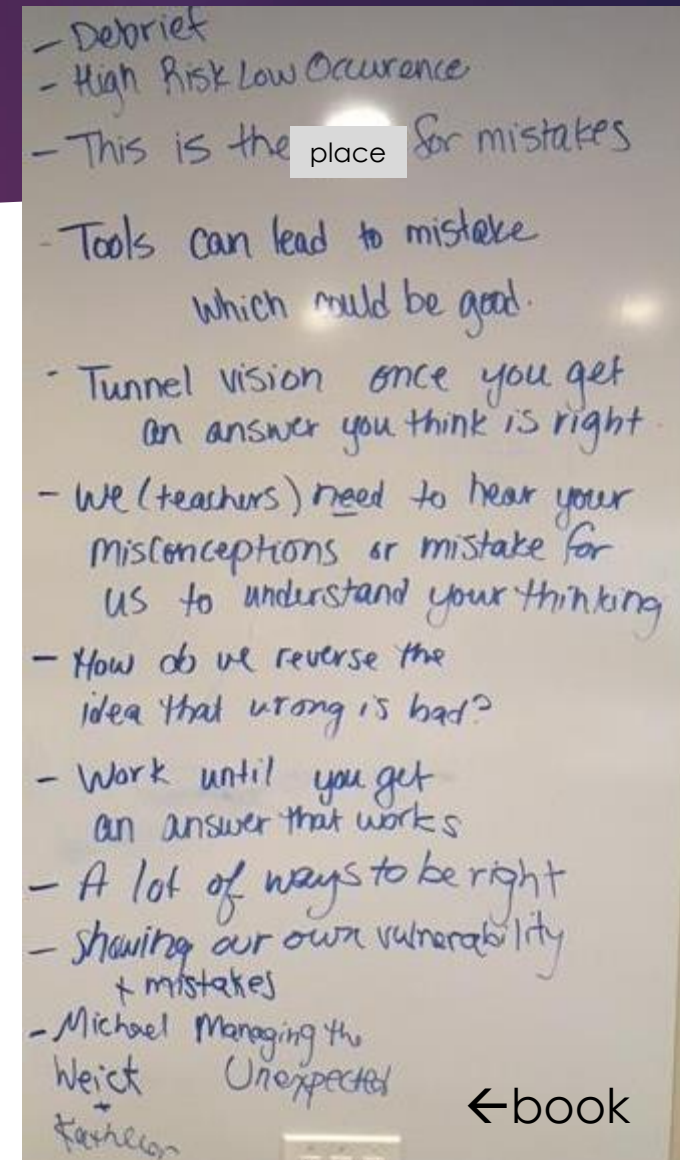 - Debrief
- High Risk Low Occurence
- This is the place for mistakes
- Tools can lead to mistake
which could be good.
- Tunnel vision once you get
an answer you think is right.
- We (teachers) need to hear your
misconceptions or mistake for
us to understand your thinking
- How do we reverse the
idea that wrong is bad?
- Work until you get
an answer that works
- A lot of ways to be right
- Showing our own vulnerability
+ mistakes
- Michael Managing the
Weick Unexpected
+
←book